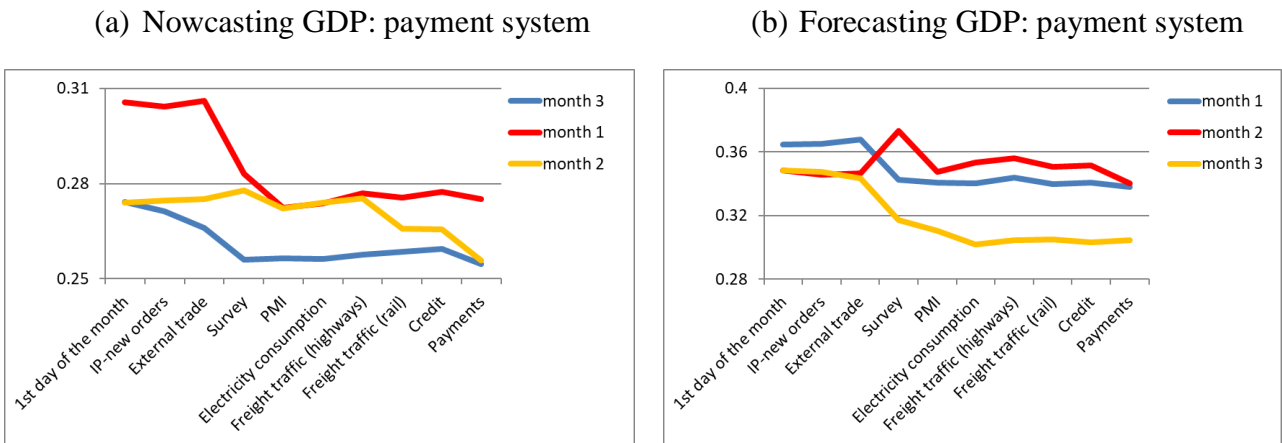 (a) Nowcasting GDP: payment system
0.31
0.28
0.25
1st day of the month
IP-new orders
External trade
Survey
PMI
Electricity consumption
Freight traffic (highways)
Freight traffic (rail)
Credit
Payments
month 3
month 1
month 2
(b) Forecasting GDP: payment system
0.4
0.36
0.32
0.28
1st day of the month
IP-new orders
External trade
Survey
PMI
Electricity consumption
Freight traffic (highways)
Freight traffic (rail)
Credit
Payments
month 1
month 2
month 3